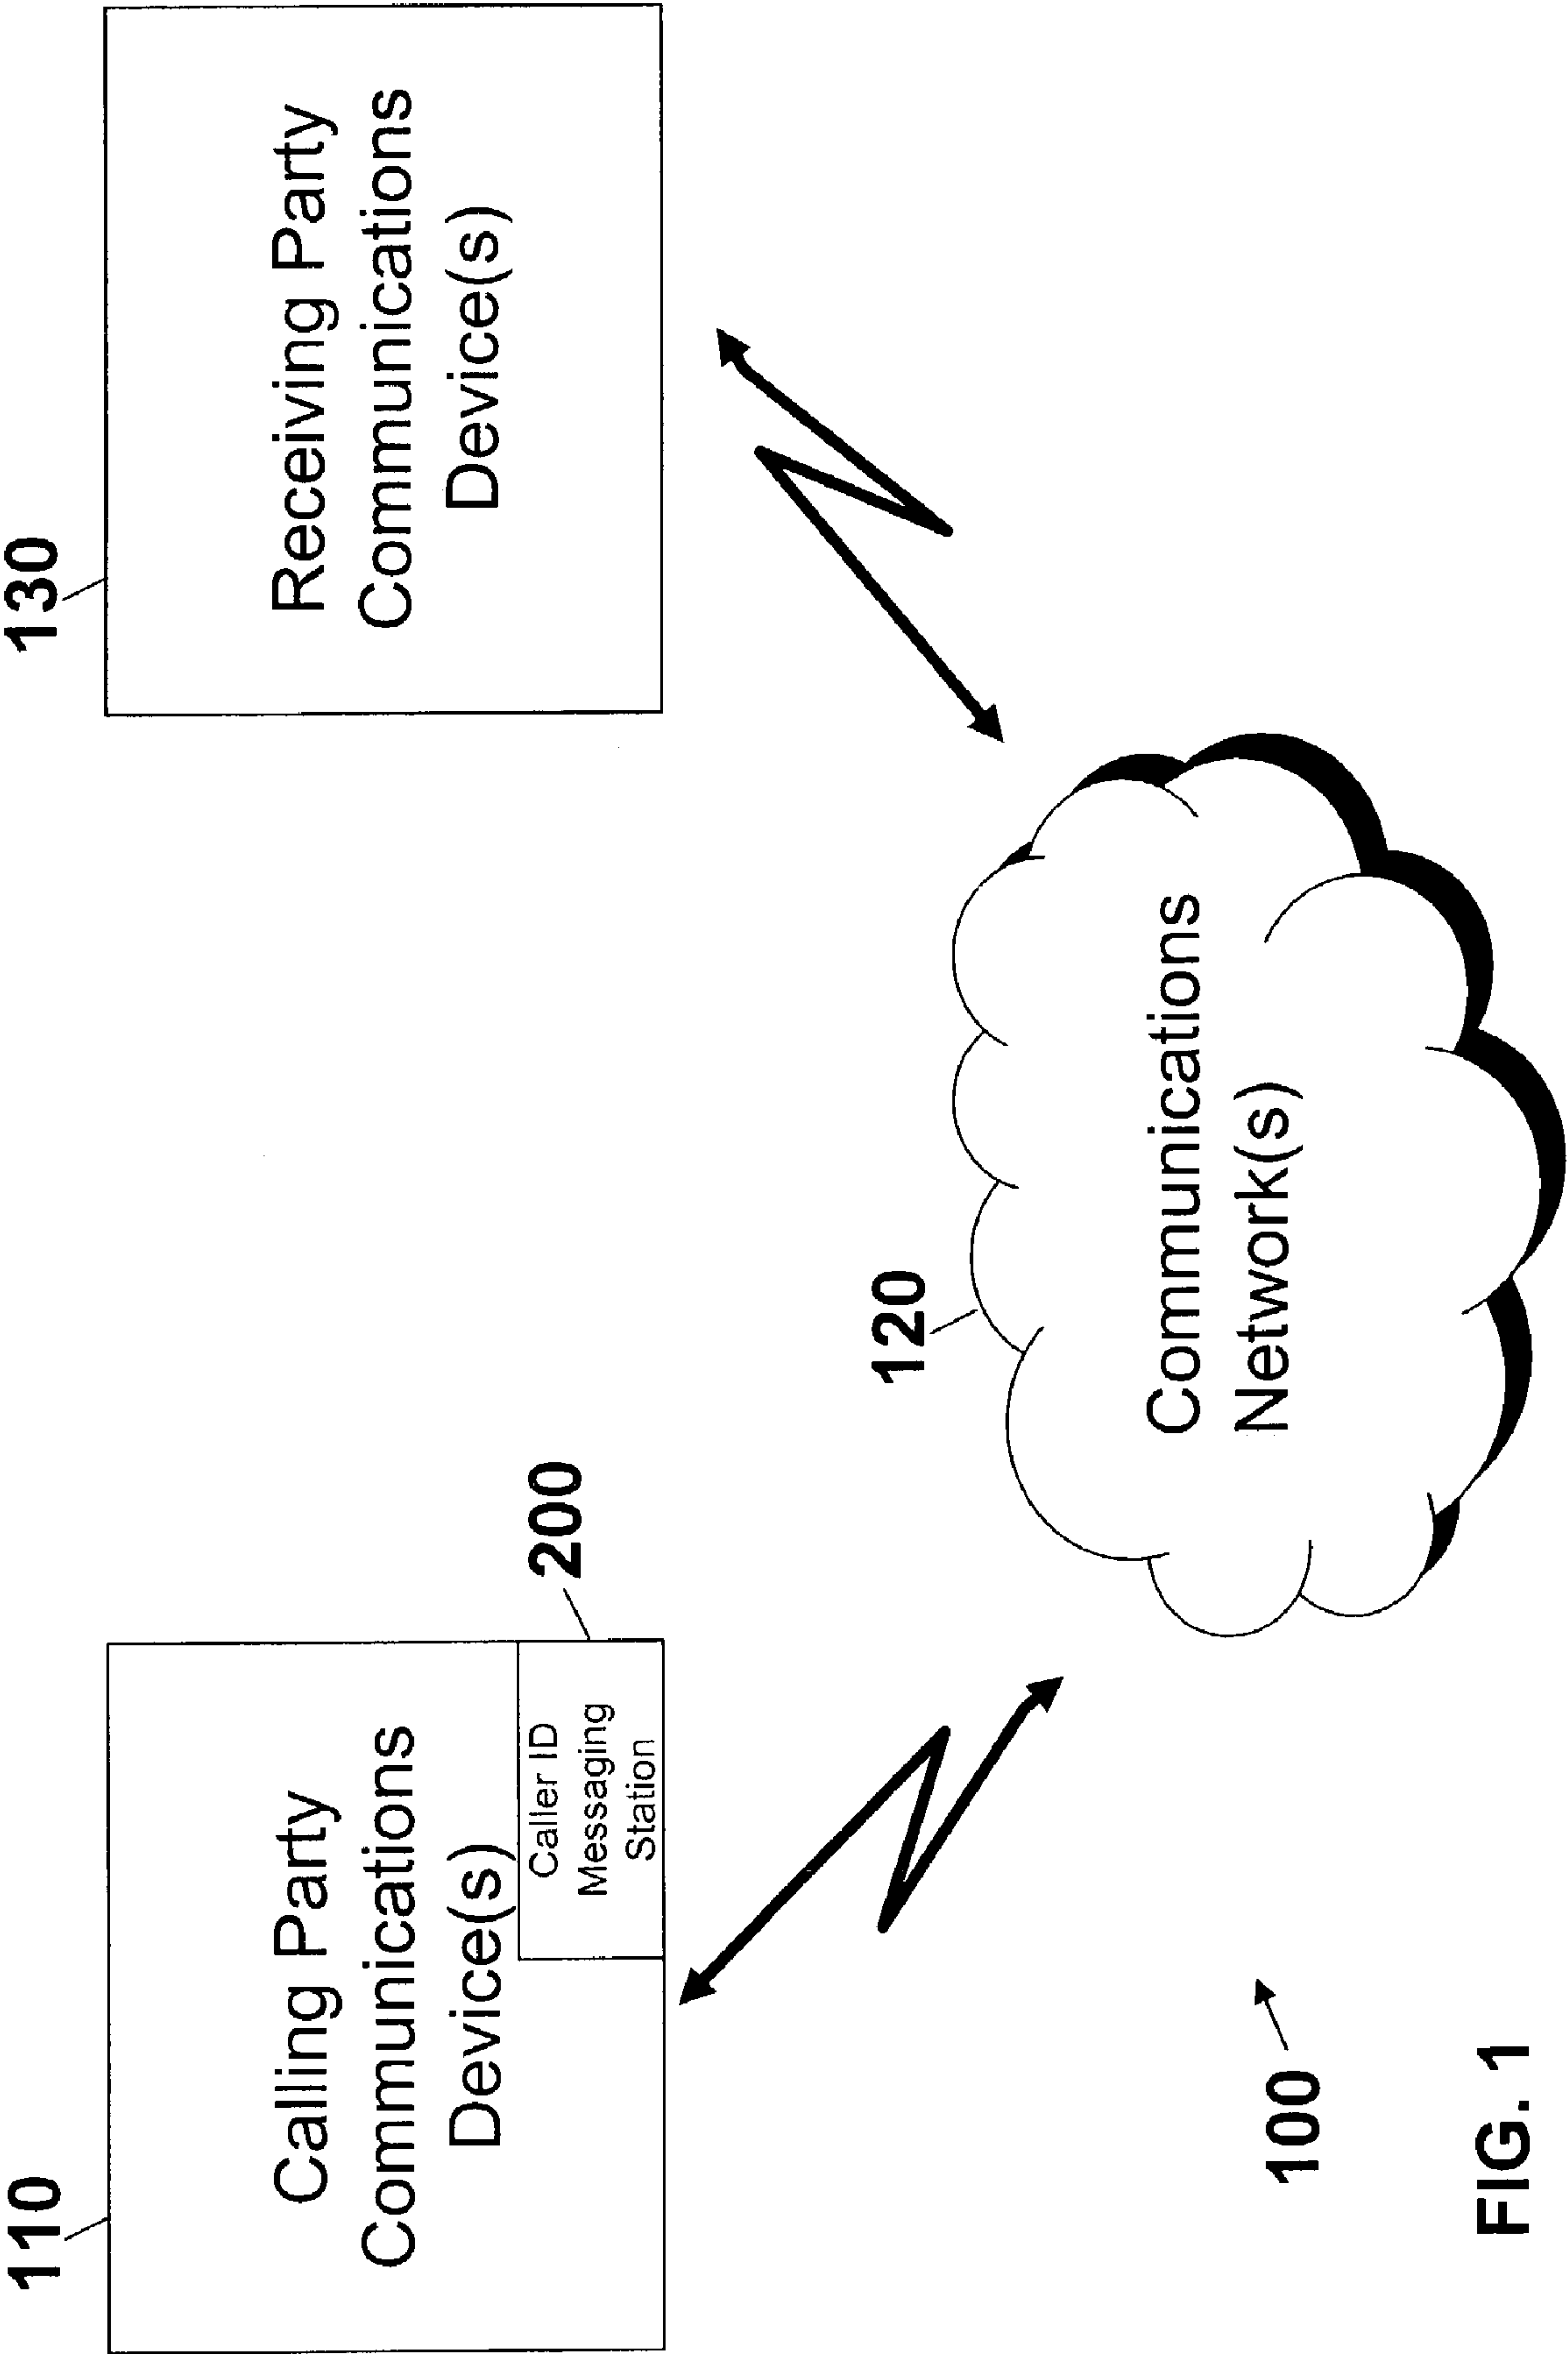 110
Calling Party
Communications
Device(s)
Caller ID
Messaging
Station
200
130
Receiving Party
Communications
Device(s)
120
Communications
Network(s)
100
FIG. 1